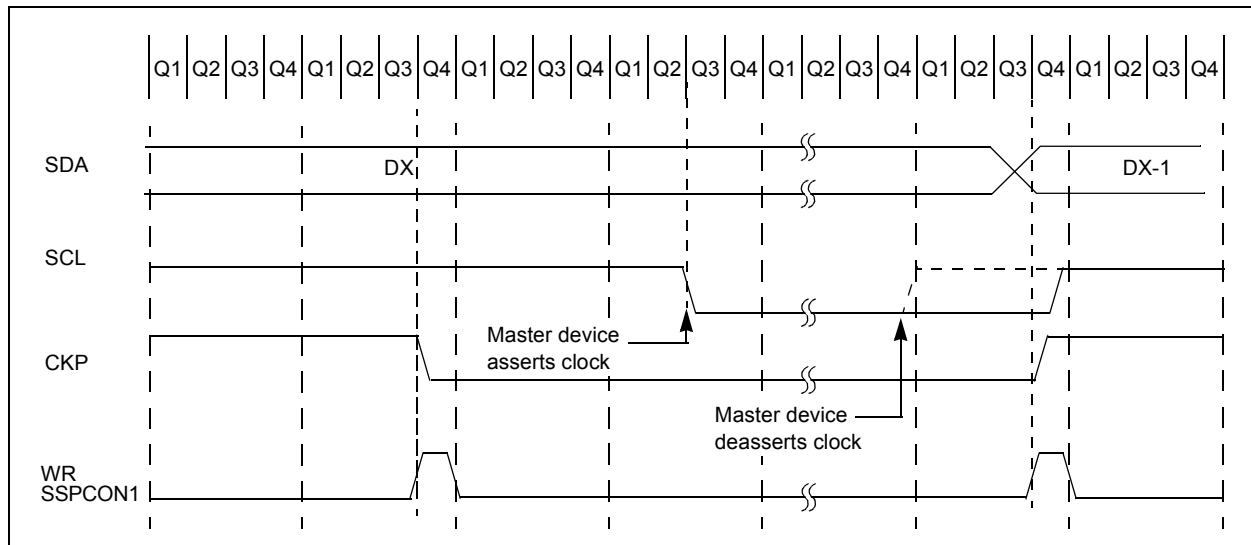 Q1 Q2 Q3 Q4 Q1 Q2 Q3 Q4 Q1 Q2 Q3 Q4 Q1 Q2 Q3 Q4 Q1 Q2 Q3 Q4 Q1 Q2 Q3 Q4 Q1 Q2 Q3 Q4
SDA
DX
DX-1
SCL
Master device
asserts clock
CKP
Master device
deasserts clock
WR
SSPCON1